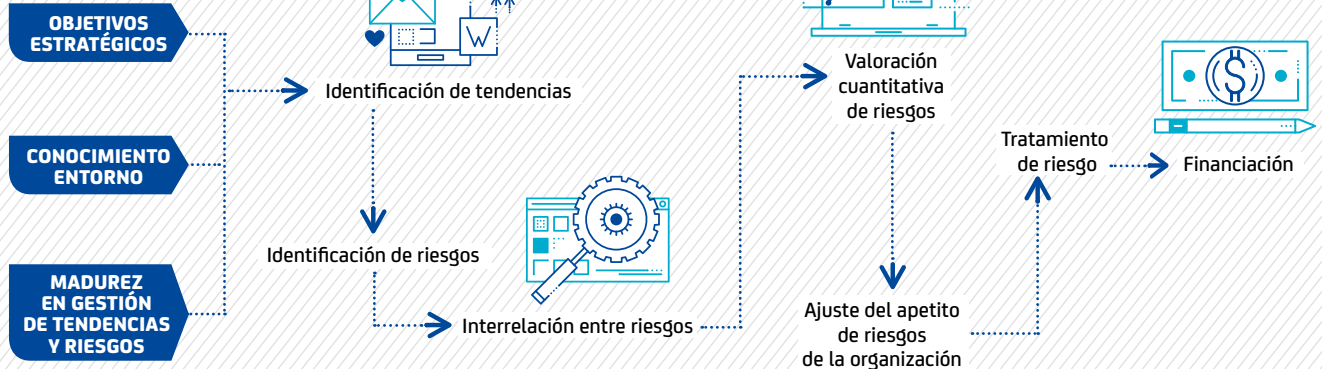 OBJETIVOS
ESTRATÉGICOS
CONOCIMIENTO
ENTORNO
MADUREZ
EN GESTIÓN
DE TENDENCIAS
Y RIESGOS
W
Identificación de tendencias
Identificación de riesgos
Interrelación entre riesgos
Valoración
cuantitativa
de riesgos
Ajuste del apetito
de riesgos
de la organización
Tratamiento
de riesgo
$
Financiación